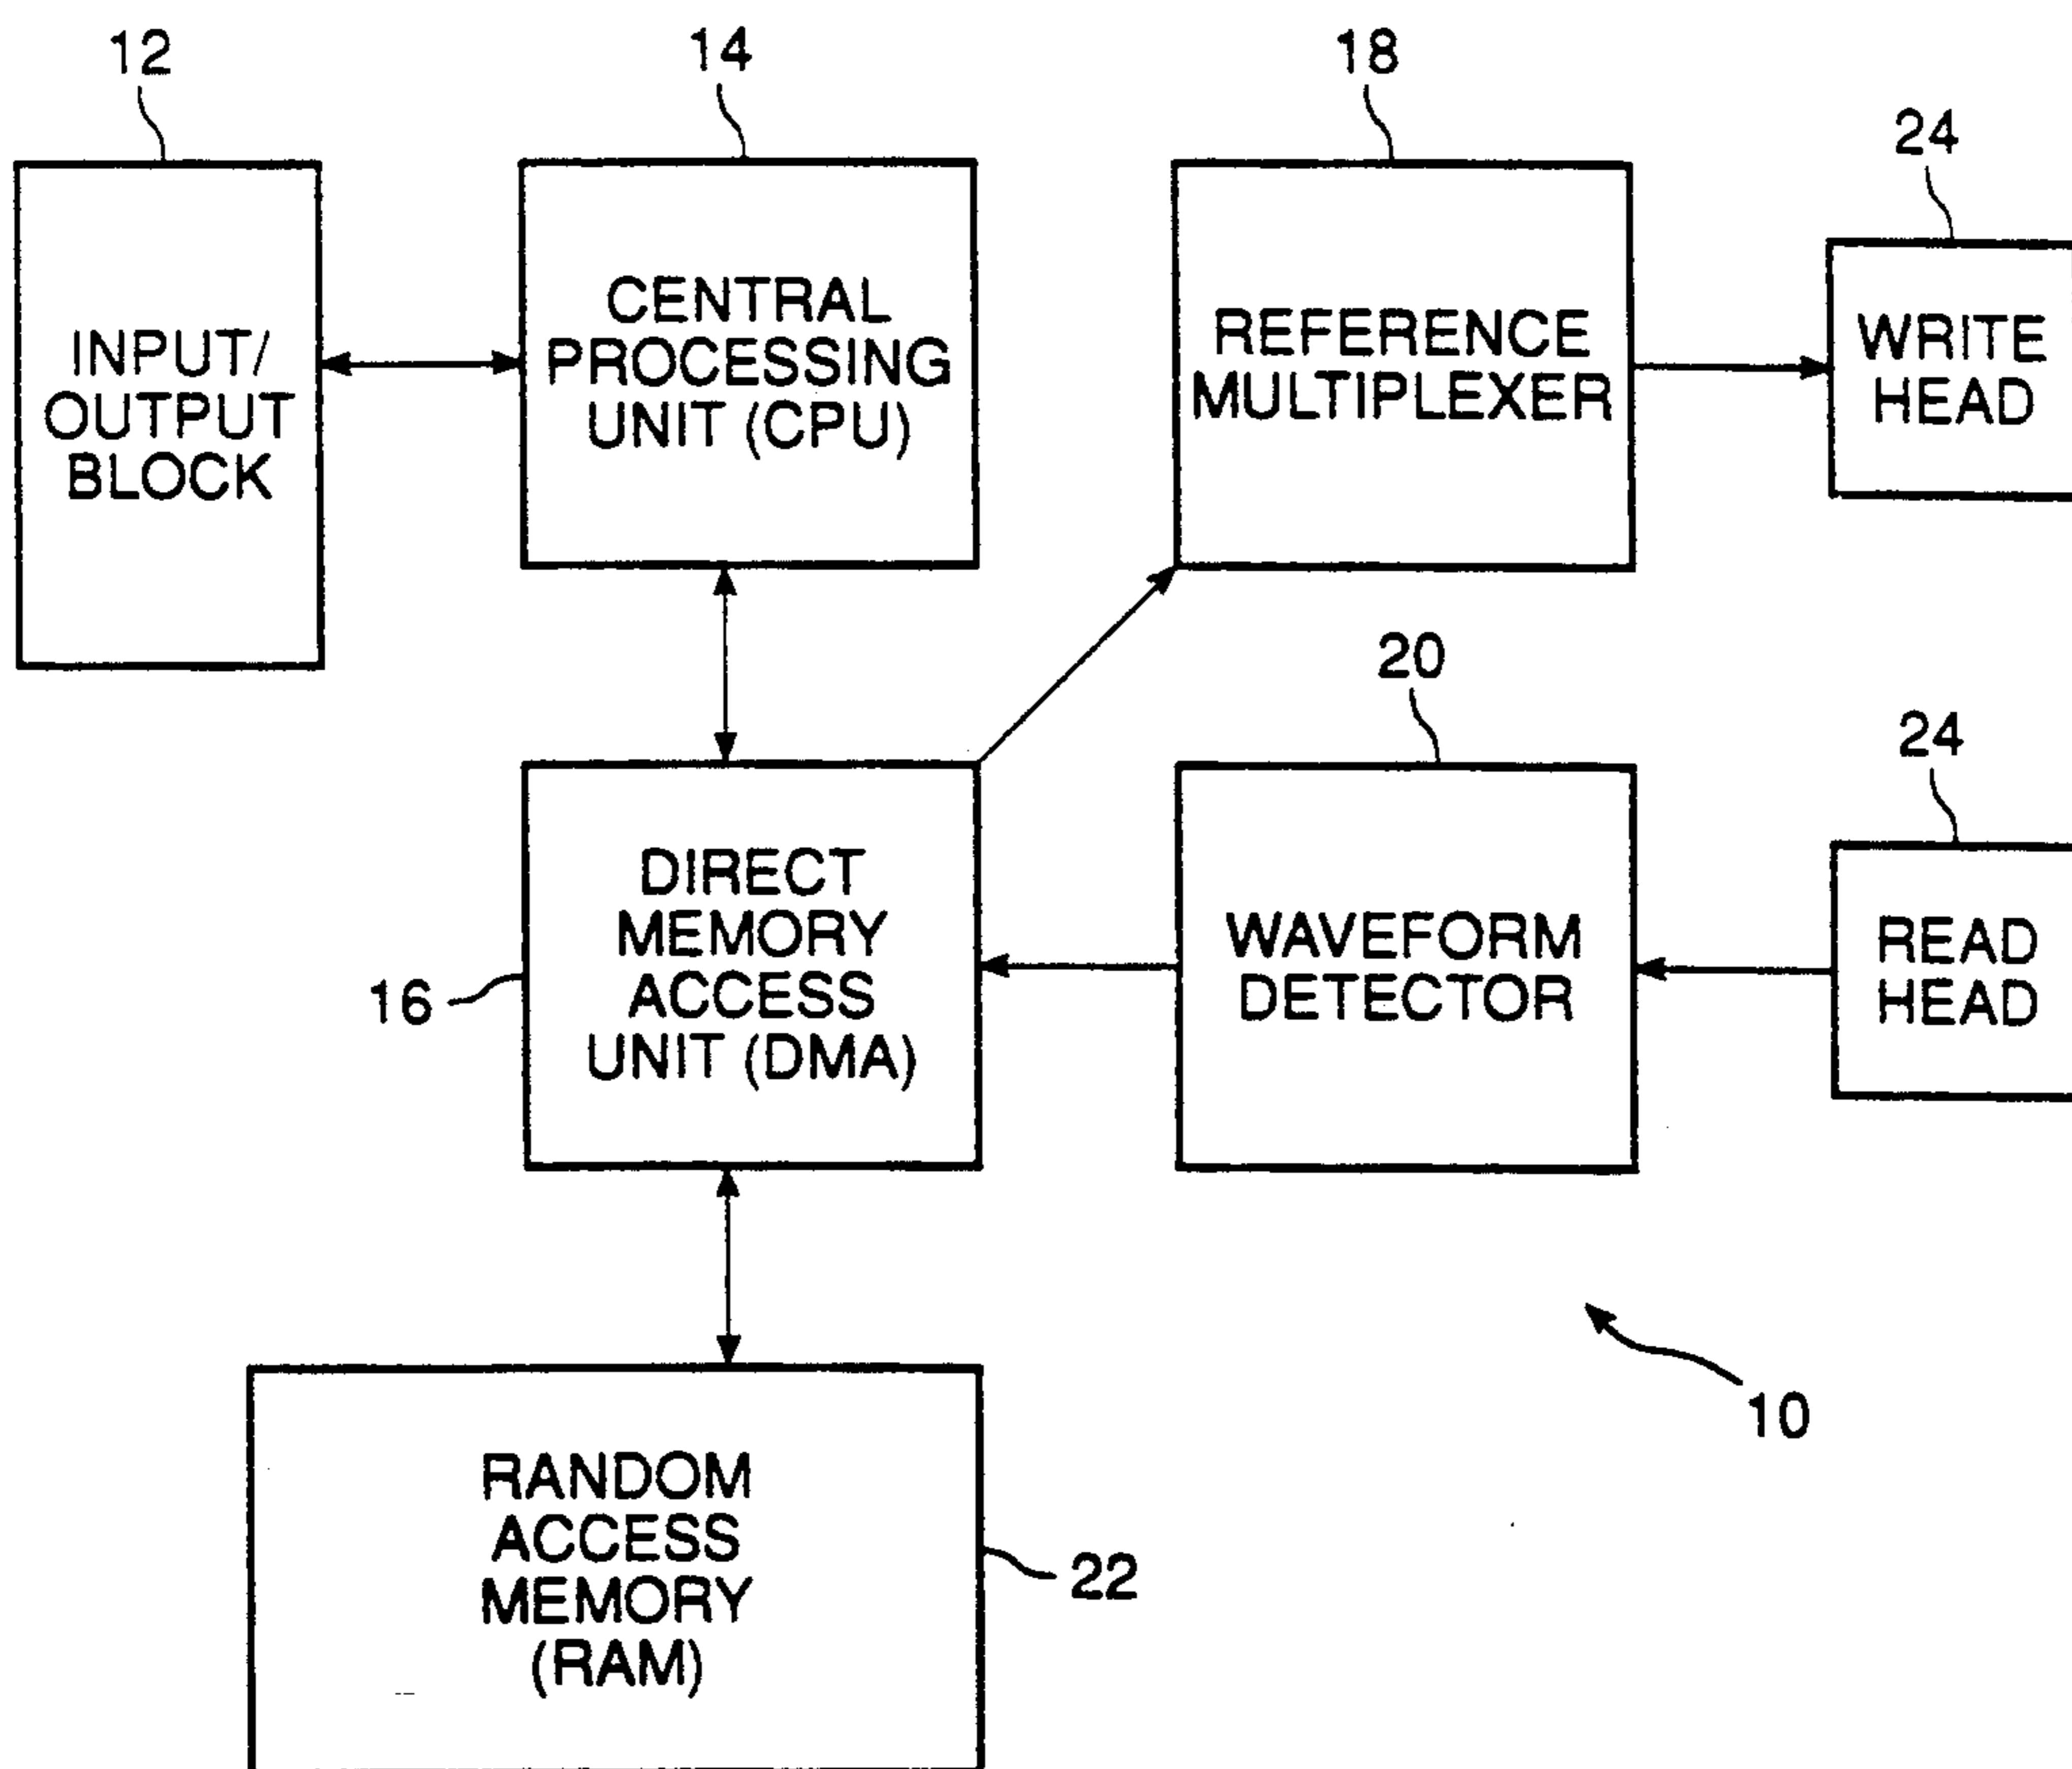 12
14
18
24
INPUT/
OUTPUT
BLOCK
CENTRAL
PROCESSING
UNIT (CPU)
REFERENCE
MULTIPLEXER
WRITE
HEAD
20
24
16
DIRECT
MEMORY
ACCESS
UNIT (DMA)
WAVEFORM
DETECTOR
READ
HEAD
10
RANDOM
ACCESS
MEMORY
(RAM)
22